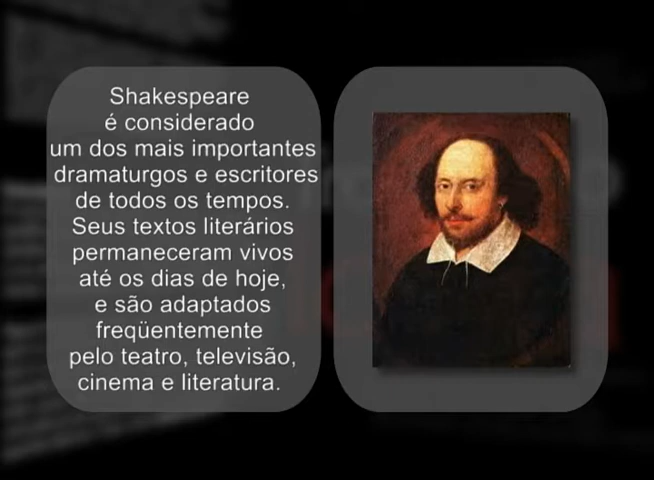 Shakespeare
é considerado
um dos mais importantes
dramaturgos e escritores
de todos os tempos.
Seus textos literários
permaneceram vivos
até os dias de hoje,
e são adaptados
freqüentemente
pelo teatro, televisão,
cinema e literatura.